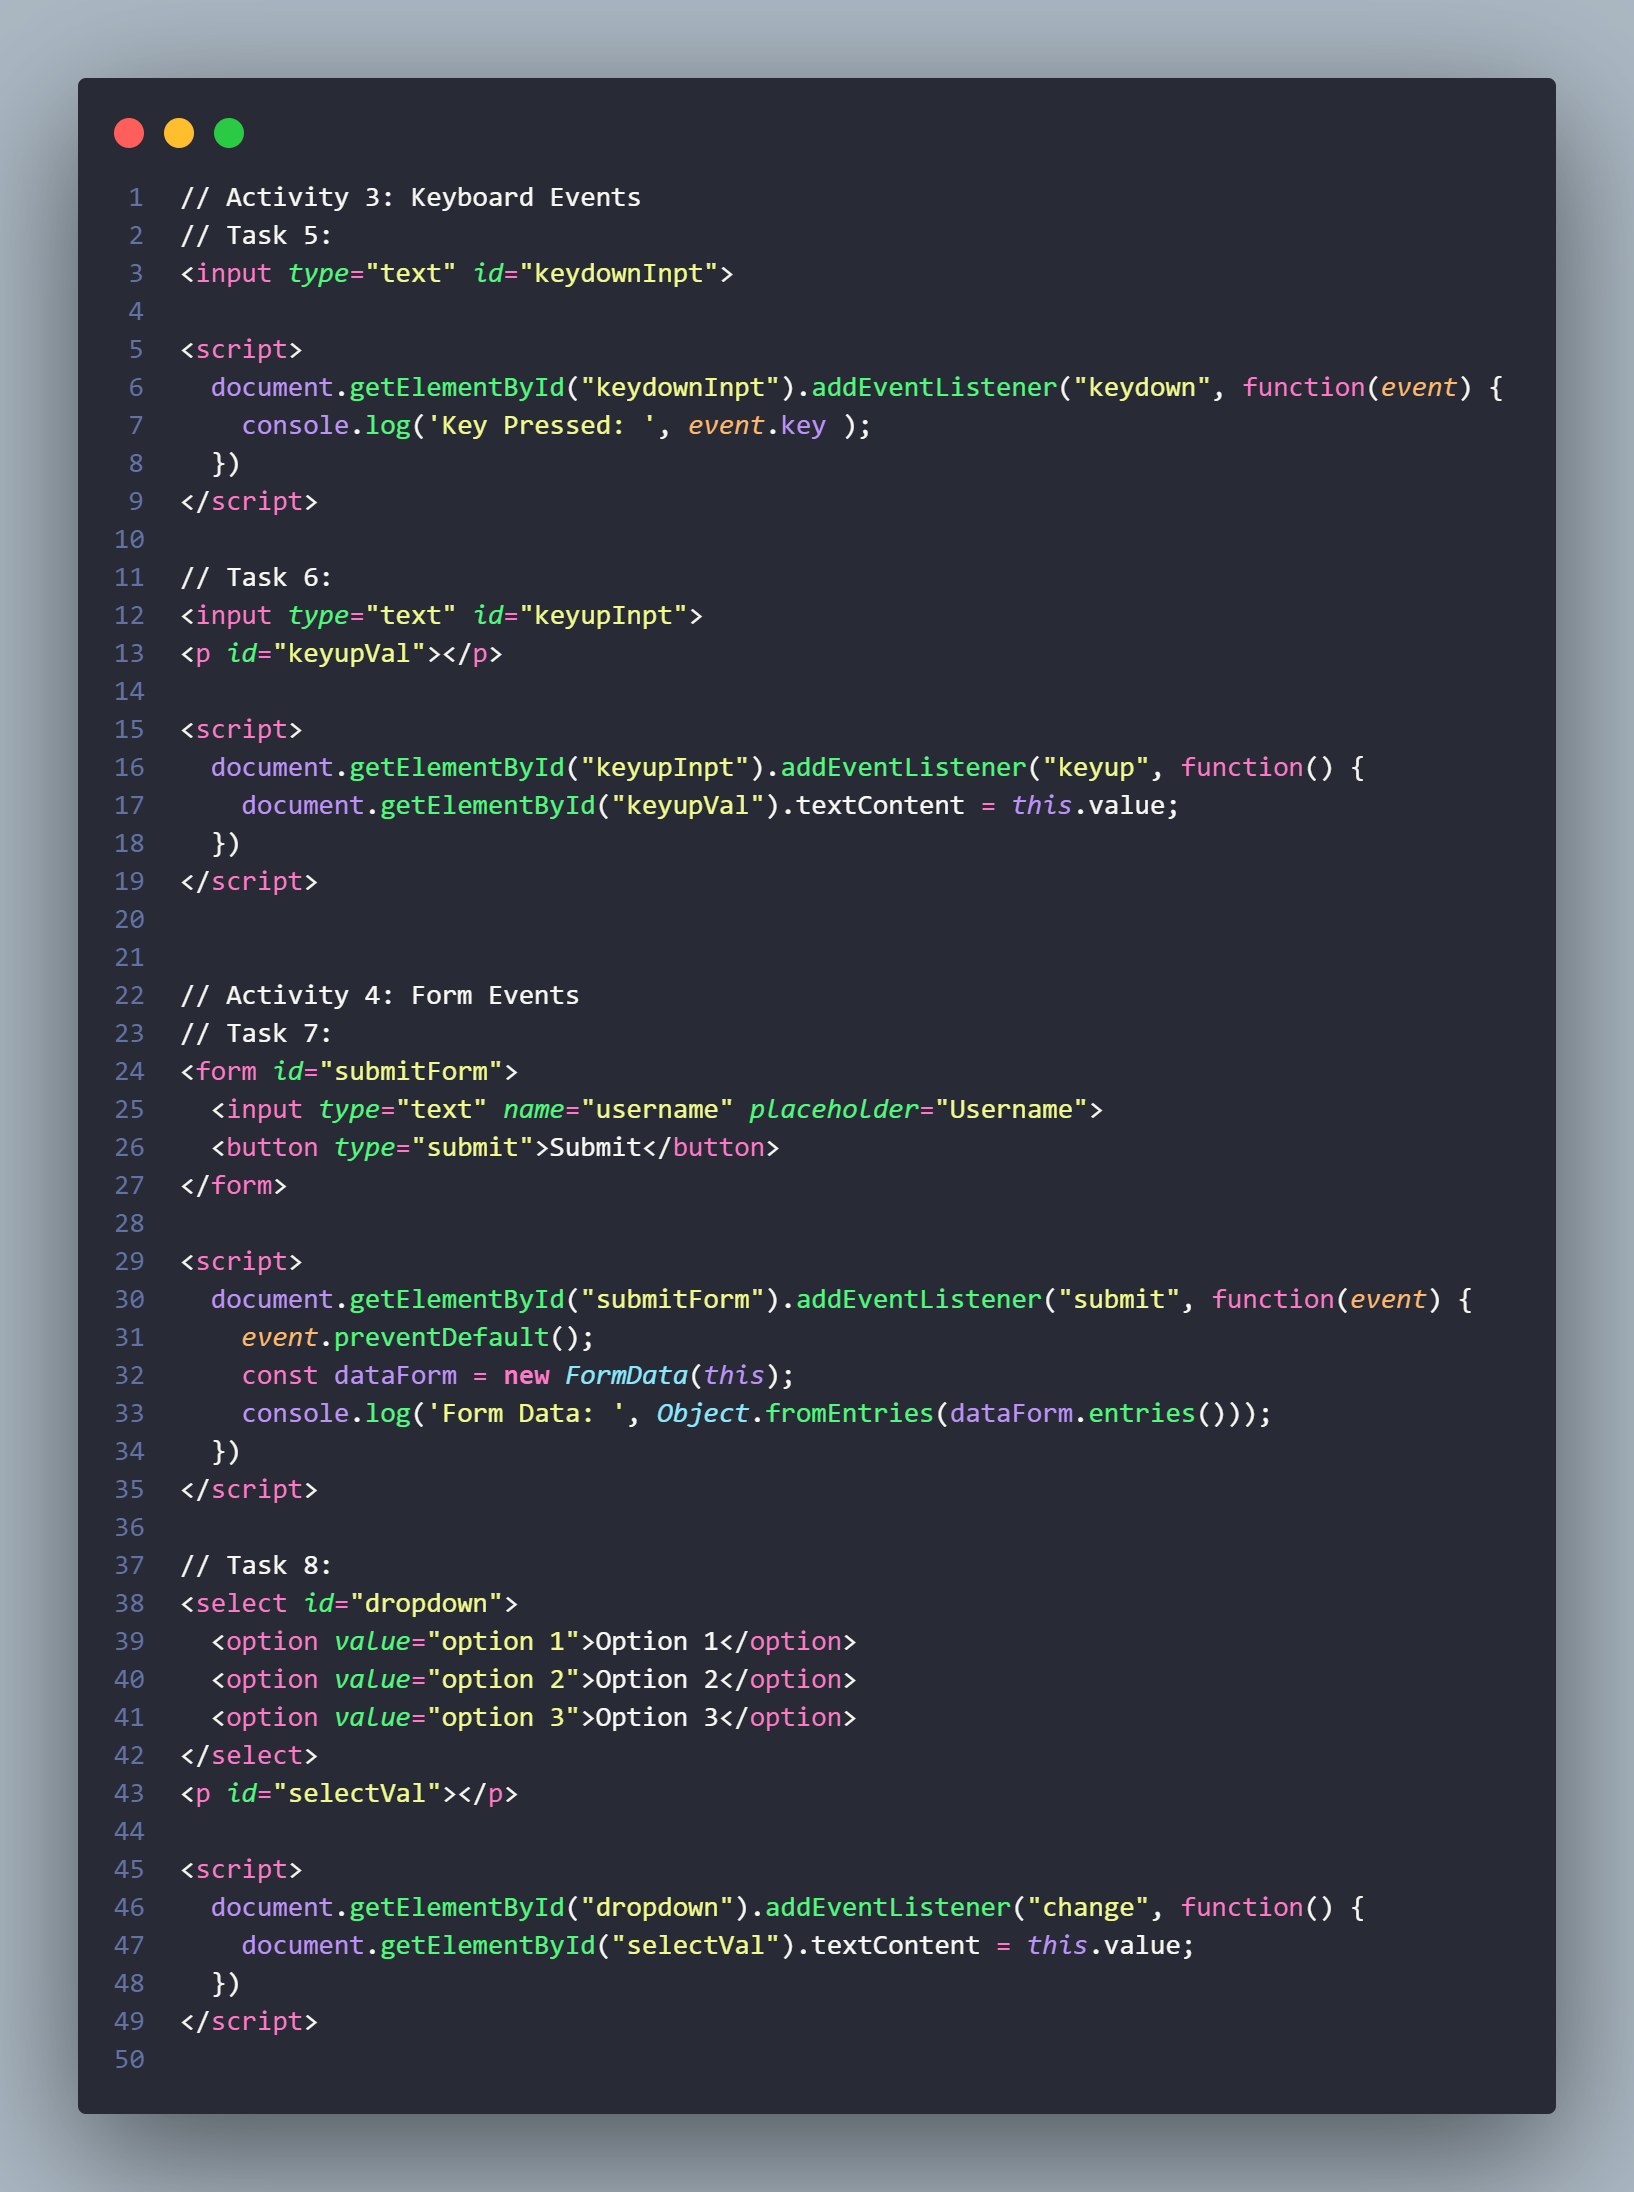 1 // Activity 3: Keyboard Events
2 // Task 5:
3 <input type="text" id="keydownInpt">
4
5 <script>
6   document.getElementById("keydownInpt").addEventListener("keydown", function(event) {
7     console.log('Key Pressed: ', event.key );
8   })
9 </script>
10
11 // Task 6:
12 <input type="text" id="keyupInpt">
13 <p id="keyupVal"></p>
14
15 <script>
16   document.getElementById("keyupInpt").addEventListener("keyup", function() {
17     document.getElementById("keyupVal").textContent = this.value;
18   })
19 </script>
20
21
22 // Activity 4: Form Events
23 // Task 7:
24 <form id="submitForm">
25   <input type="text" name="username" placeholder="Username">
26   <button type="submit">Submit</button>
27 </form>
28
29 <script>
30   document.getElementById("submitForm").addEventListener("submit", function(event) {
31     event.preventDefault();
32     const dataForm = new FormData(this);
33     console.log('Form Data: ', Object.fromEntries(dataForm.entries()));
34   })
35 </script>
36
37 // Task 8:
38 <select id="dropdown">
39   <option value="option 1">Option 1</option>
40   <option value="option 2">Option 2</option>
41   <option value="option 3">Option 3</option>
42 </select>
43 <p id="selectVal"></p>
44
45 <script>
46   document.getElementById("dropdown").addEventListener("change", function() {
47     document.getElementById("selectVal").textContent = this.value;
48   })
49 </script>
50